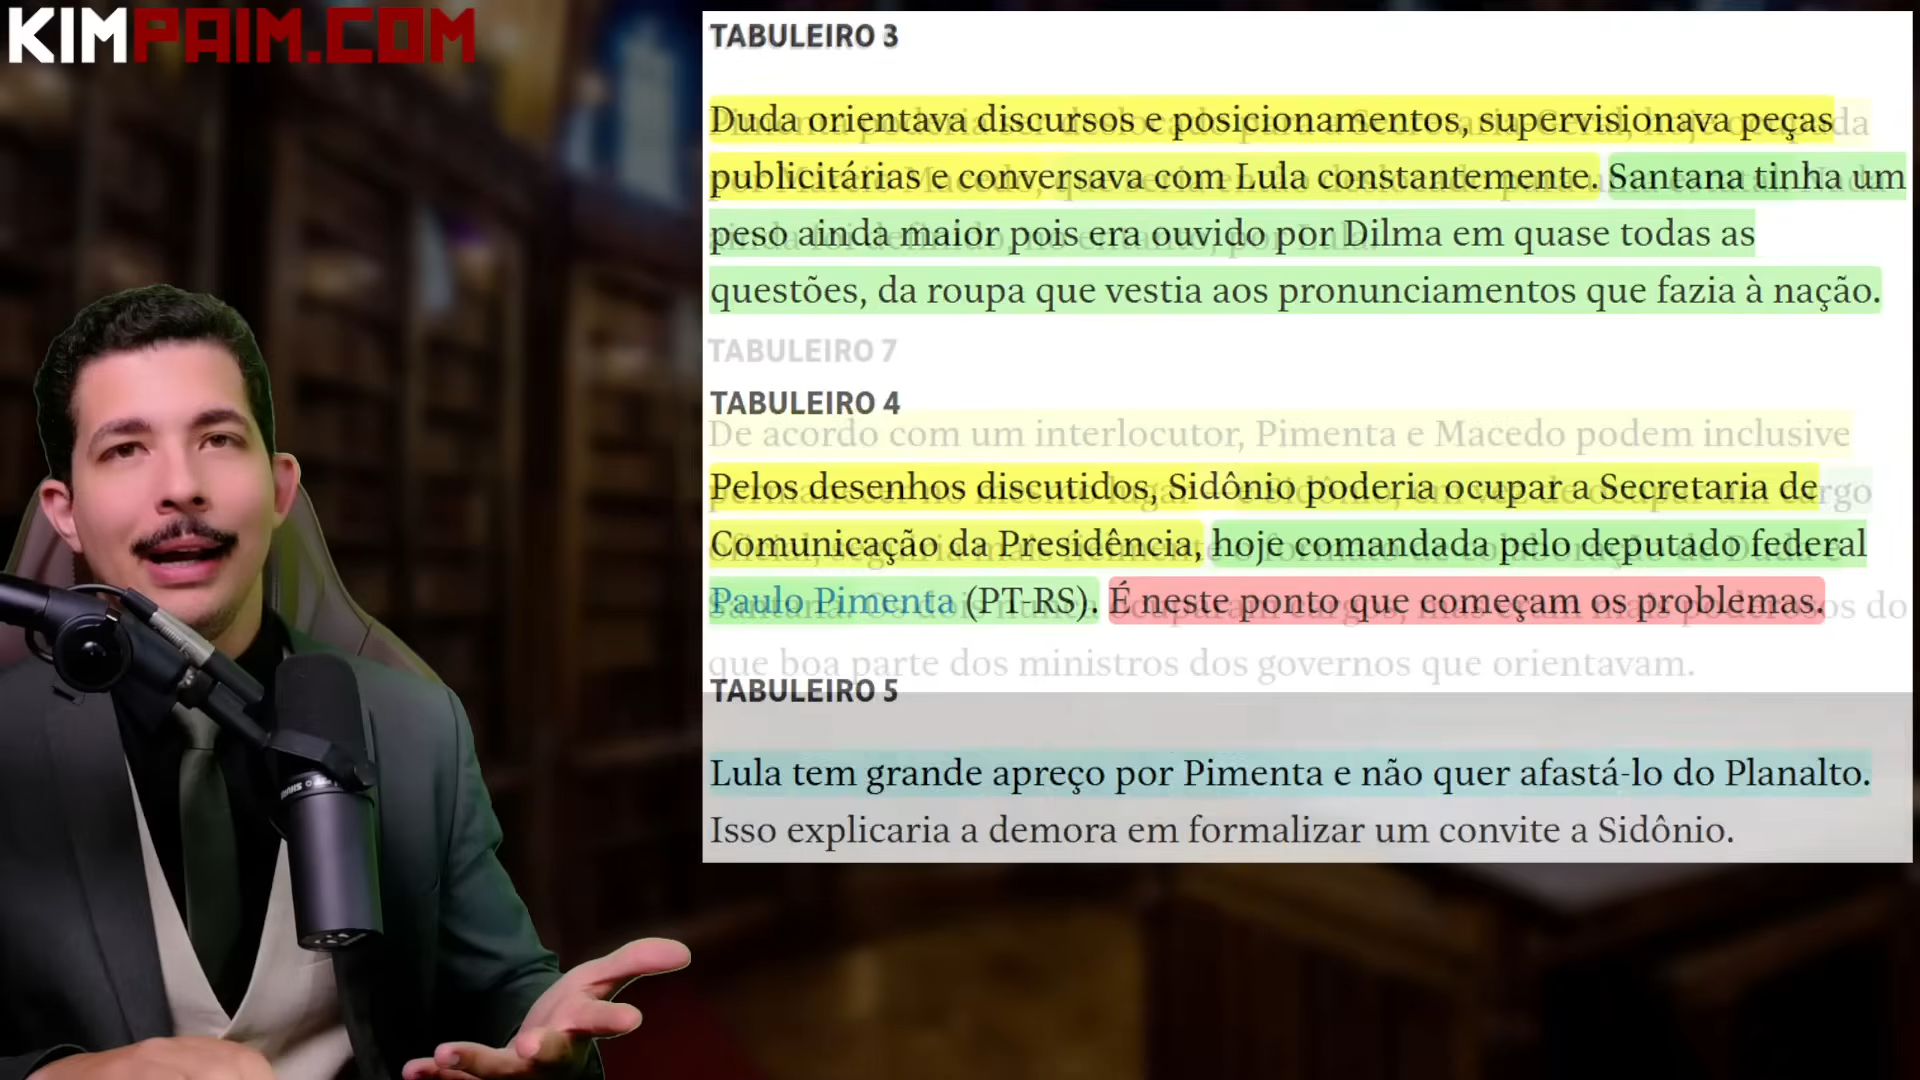 KIMPAIM.COM
TABULEIRO 3
Duda orientava discursos e posicionamentos, supervisionava peças
publicitárias e conversava com Lula constantemente. Santana tinha um
peso ainda maior pois era ouvido por Dilma em quase todas as
questões, da roupa que vestia aos pronunciamentos que fazia à nação.
TABULEIRO 7
TABULEIRO 4
De acordo com um interlocutor, Pimenta e Macedo podem inclusive
Pelos desenhos discutidos, Sidônio poderia ocupar a Secretaria de
Comunicação da Presidência, hoje comandada pelo deputado federal
Paulo Pimenta (PT-RS). É neste ponto que começam os problemas.
que boa parte dos ministros dos governos que orientavam.
TABULEIRO 5
Lula tem grande apreço por Pimenta e não quer afastá-lo do Planalto.
Isso explicaria a demora em formalizar um convite a Sidônio.